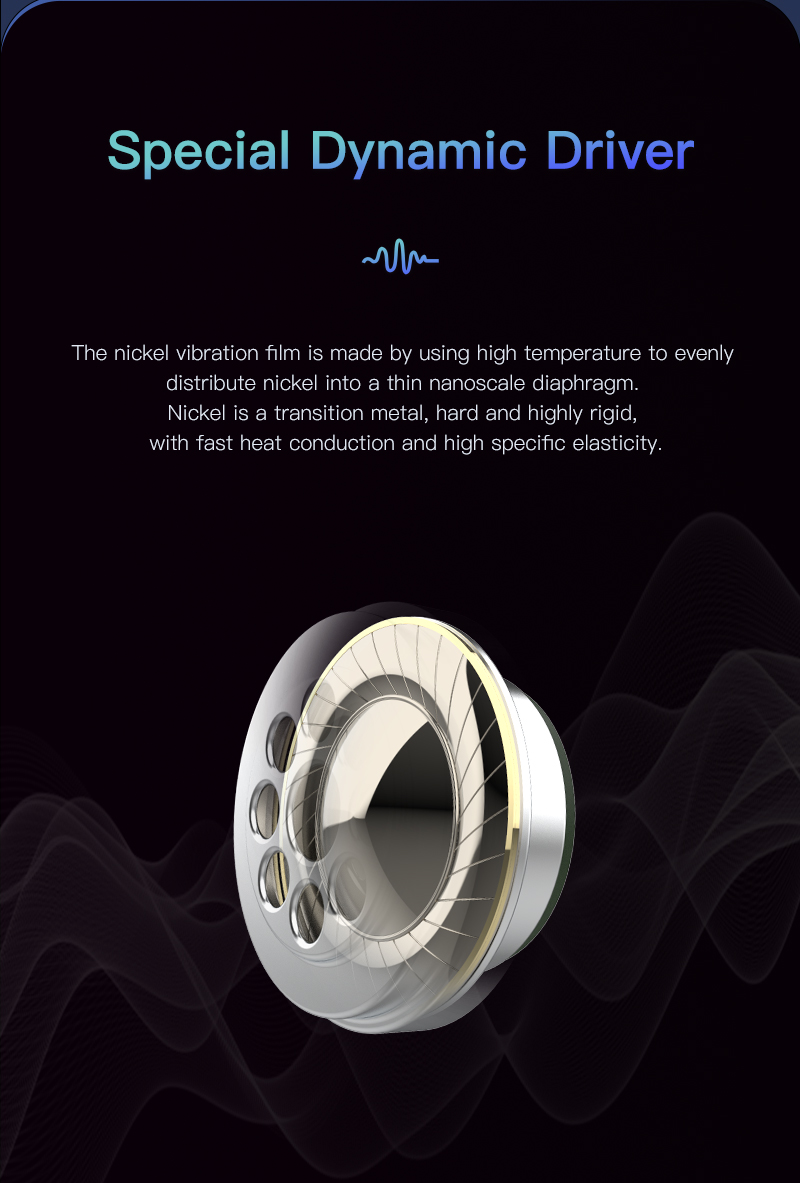 Special Dynamic Driver
The nickel vibration film is made by using high temperature to evenly
distribute nickel into a thin nanoscale diaphragm.
Nickel is a transition metal, hard and highly rigid,
with fast heat conduction and high specific elasticity.